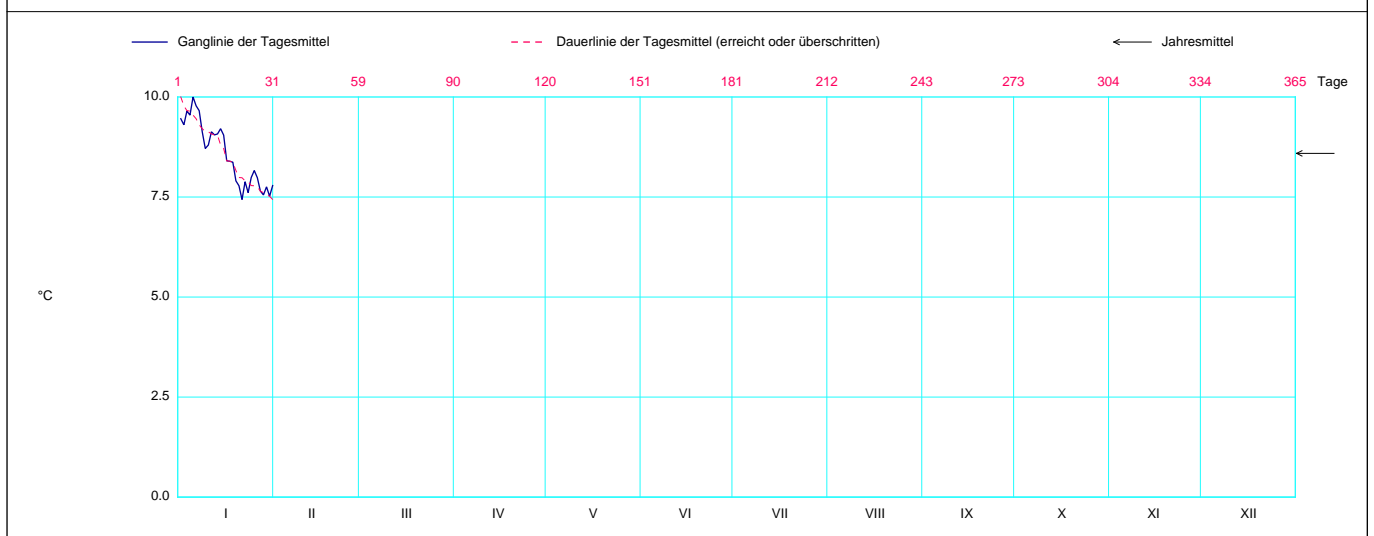 Ganglinie der Tagesmittel Dauerlinie der Tagesmittel (erreicht oder überschritten) Jahresmittel
1 31 59 90 120 151 181 212 243 273 304 334 365 Tage
10.0
7.5
5.0
°C
2.5
0.0
I II III IV V VI VII VIII IX X XI XII